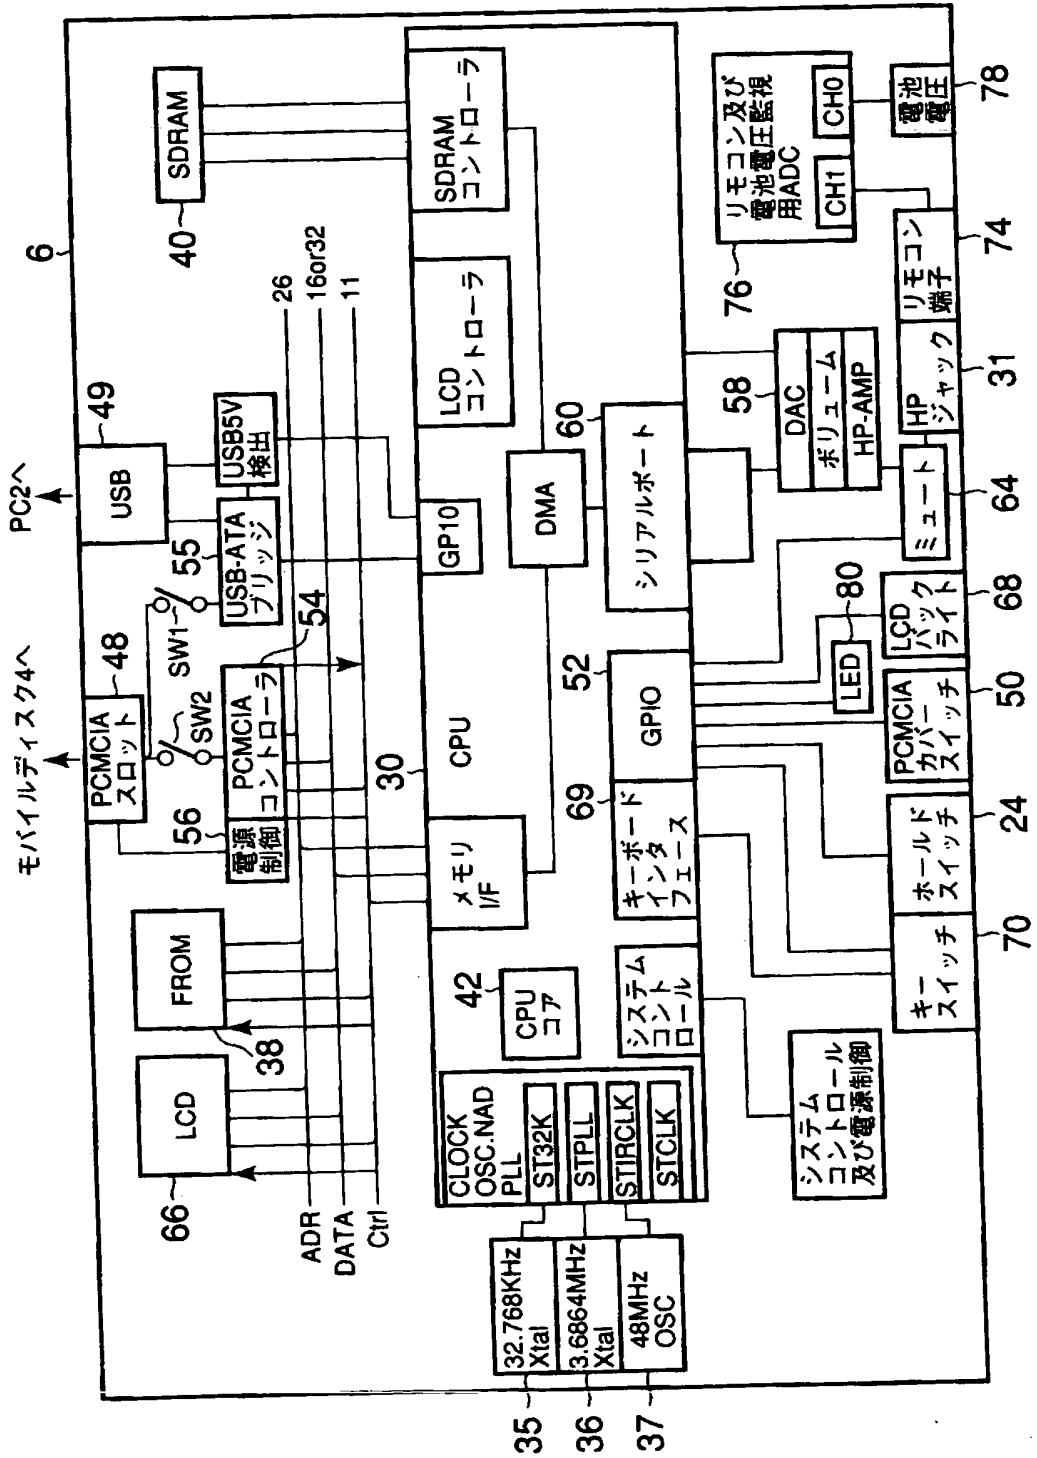 モバイルディスク4へ
PC2へ
6
66
LCD
38
FROM
48
PCMCIA
スロット
49
USB
40
SDRAM
SW1
SW2
55
USB-ATA
ブリッジ
USB5V
検出
56
電源
制御
PCMCIA
コントローラ
54
ADR
DATA
Ctrl
26
16or32
11
30
CPU
42
CPU
コア
メモリ
I/F
GP10
LCD
コントローラ
SDRAM
コントローラ
DMA
CLOCK
OSC.NAD
PLL
ST32K
STPLL
STIRCLK
STCLK
35
32.768KHz
Xtal
36
3.6864MHz
Xtal
37
48MHz
OSC
システム
コント
ロール
69
キーボード
インタ
フェース
52
GPIO
60
シリアルポート
58
DAC
ボリューム
HP-AMP
76
リモコン及び
電池電圧監視
用ADC
CH1
CH0
システム
コントロール
及び電源制御
キー
スイッチ
70
ホールド
スイッチ
24
PCMCIA
カバー
スイッチ
50
LED
80
LCD
バック
ライト
68
ミュート
64
HP
ジャック
31
リモコン
端子
74
電池
電圧
78